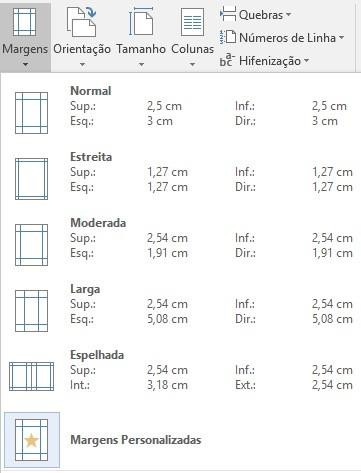 Margens Orientação Tamanho Colunas
Quebras
Números de Linha
Hifenização
Normal
Sup.: 2,5 cm Inf.: 2,5 cm
Esq.: 3 cm Dir.: 3 cm
Estreita
Sup.: 1,27 cm Inf.: 1,27 cm
Esq.: 1,27 cm Dir.: 1,27 cm
Moderada
Sup.: 2,54 cm Inf.: 2,54 cm
Esq.: 1,91 cm Dir.: 1,91 cm
Larga
Sup.: 2,54 cm Inf.: 2,54 cm
Esq.: 5,08 cm Dir.: 5,08 cm
Espelhada
Sup.: 2,54 cm Inf.: 2,54 cm
Int.: 3,18 cm Ext.: 2,54 cm
Margens Personalizadas